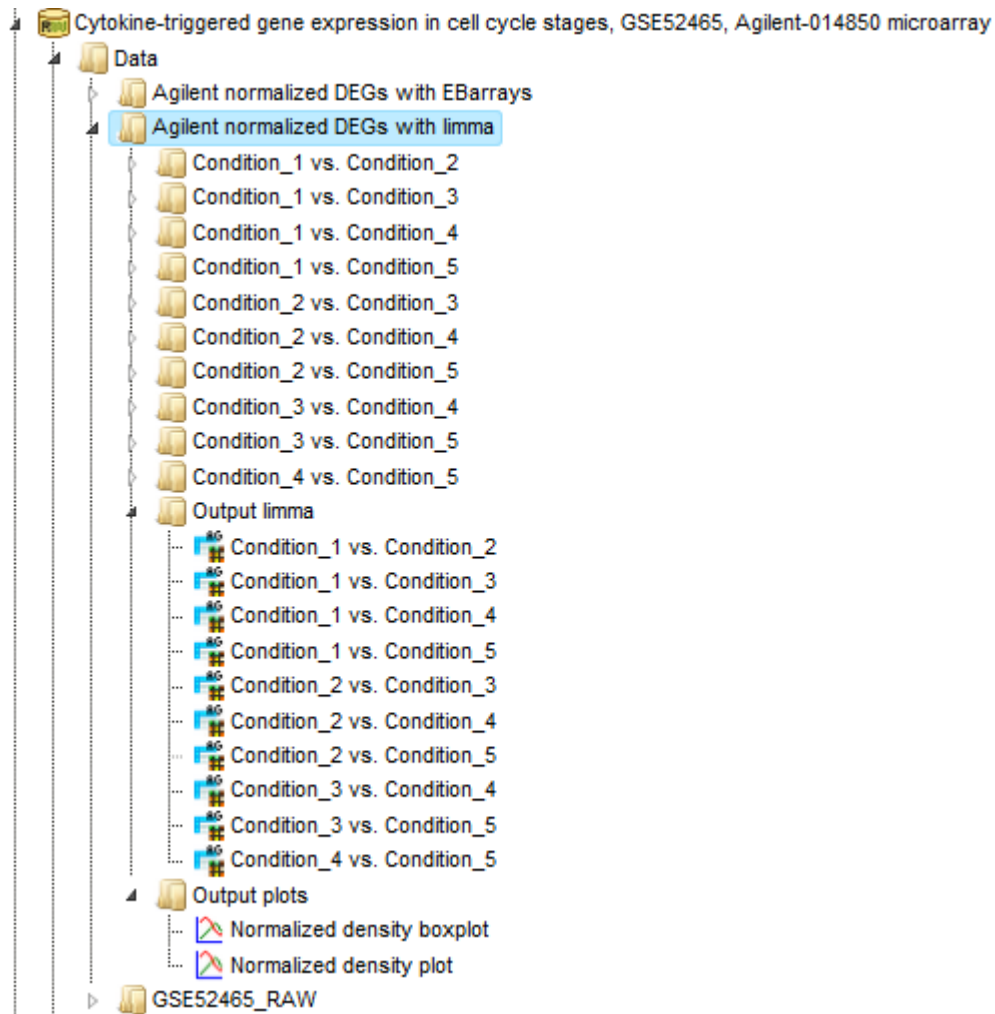 Cytokine-triggered gene expression in cell cycle stages, GSE52465, Agilent-014850 microarray
Data
Agilent normalized DEGs with EBarrays
Agilent normalized DEGs with limma
Condition_1 vs. Condition_2
Condition_1 vs. Condition_3
Condition_1 vs. Condition_4
Condition_1 vs. Condition_5
Condition_2 vs. Condition_3
Condition_2 vs. Condition_4
Condition_2 vs. Condition_5
Condition_3 vs. Condition_4
Condition_3 vs. Condition_5
Condition_4 vs. Condition_5
Output limma
Condition_1 vs. Condition_2
Condition_1 vs. Condition_3
Condition_1 vs. Condition_4
Condition_1 vs. Condition_5
Condition_2 vs. Condition_3
Condition_2 vs. Condition_4
Condition_2 vs. Condition_5
Condition_3 vs. Condition_4
Condition_3 vs. Condition_5
Condition_4 vs. Condition_5
Output plots
Normalized density boxplot
Normalized density plot
GSE52465_RAW